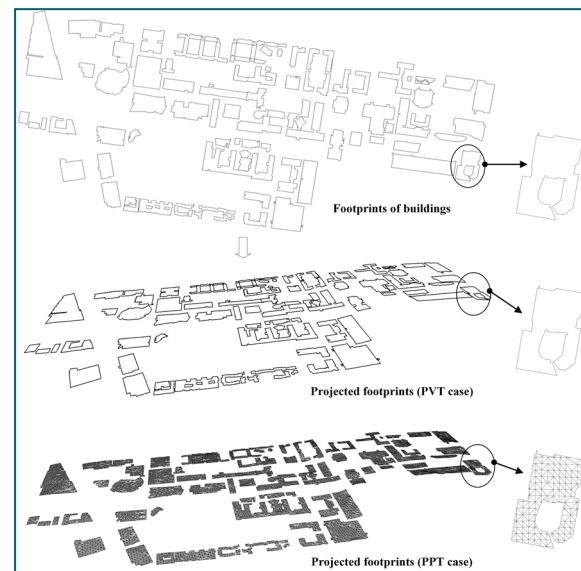 Footprints of buildings
Projected footprints (PVT case)
Projected footprints (PPT case)